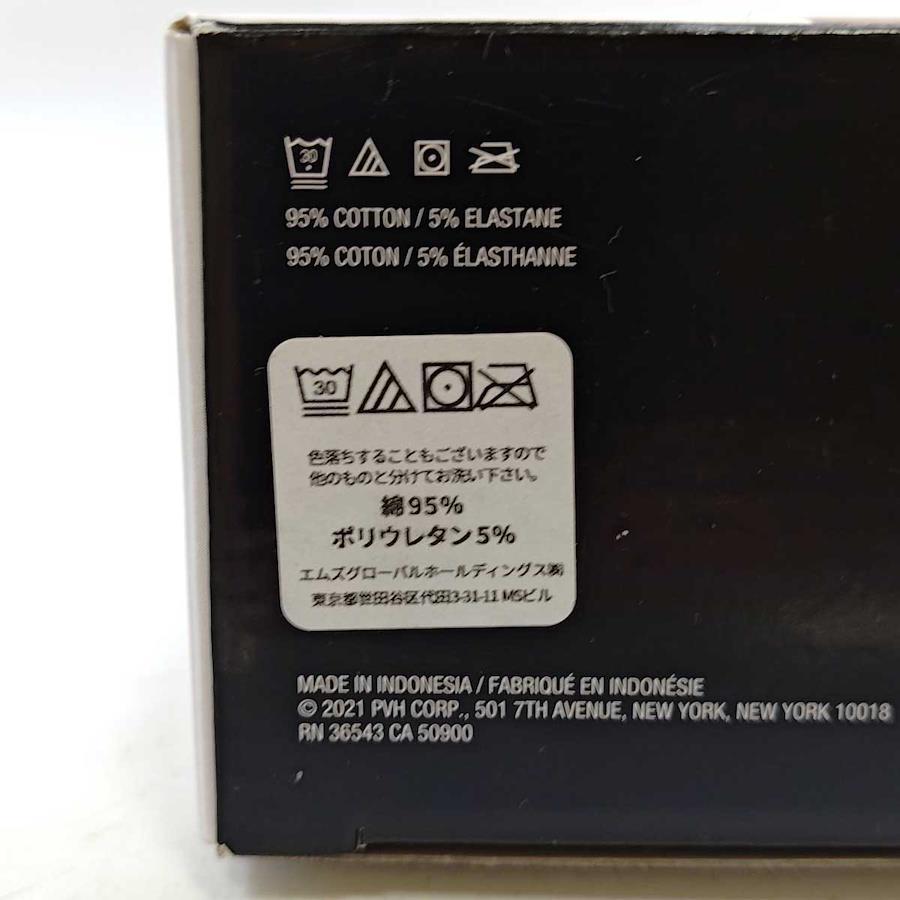 30
95% COTTON / 5% ELASTANE
95% COTON / 5% ÉLASTHANNE
30
色落ちすることもございますので
他のものと分けてお洗い下さい。
綿95%
ポリウレタン5%
エムズグローバルホールディングス㈱
東京都世田谷区代田3-31-11 MSビル
MADE IN INDONESIA / FABRIQUÉ EN INDONÉSIE
© 2021 PVH CORP., 501 7TH AVENUE, NEW YORK, NEW YORK 10018
RN 36543 CA 50900